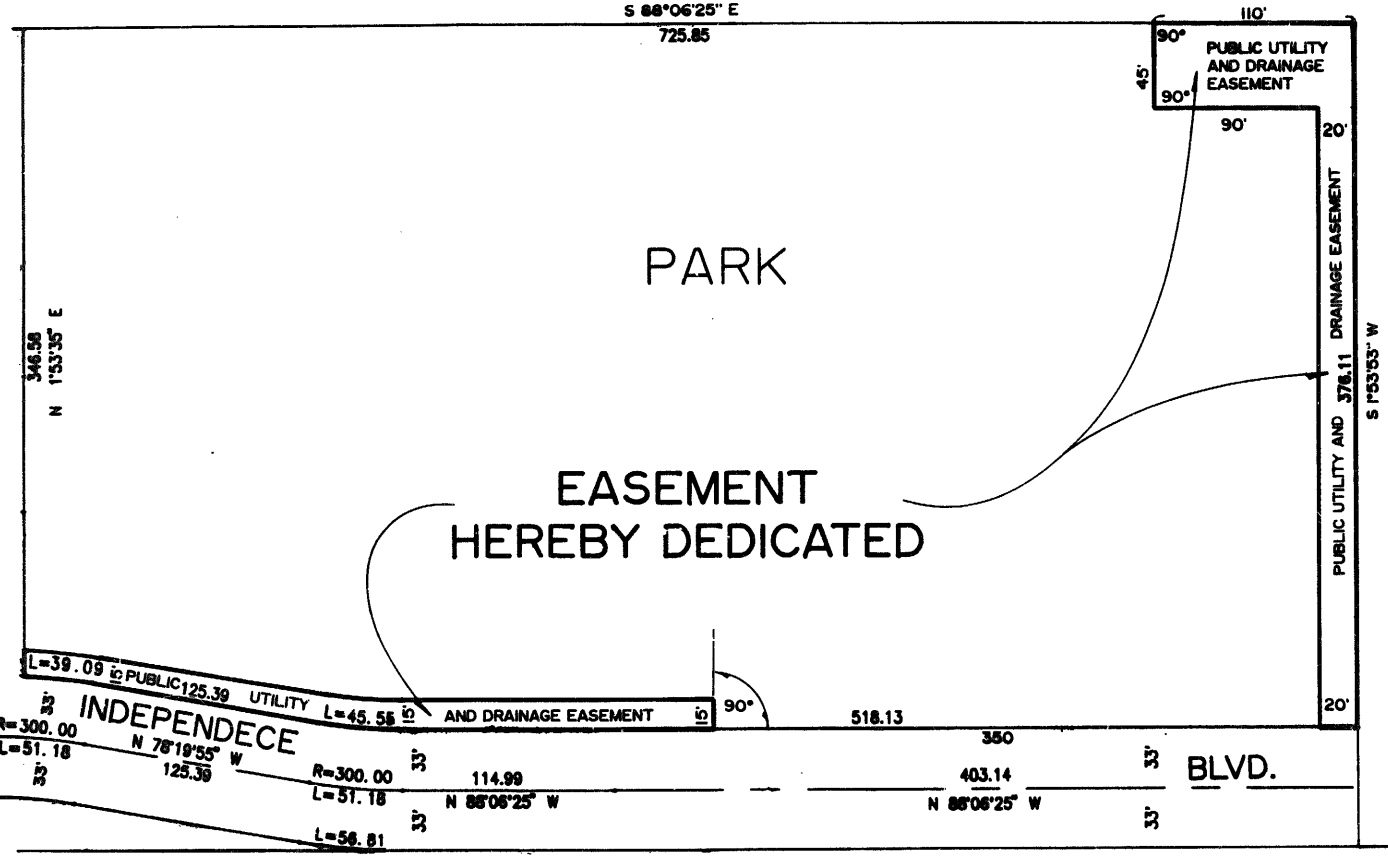 S 88°06'25" E
725.85
110'
90°
PUBLIC UTILITY
AND DRAINAGE
EASEMENT
45'
90°
90'
20'
PARK
346.58
N 1°53'35" E
PUBLIC UTILITY AND 376.11 DRAINAGE EASEMENT
S 1°53'53" W
EASEMENT
HEREBY DEDICATED
L=39.09 15' PUBLIC 125.39 UTILITY L=45.55 15' AND DRAINAGE EASEMENT 15' 90°
518.13
350
20'
33'
INDEPENDECE
R=300.00
L=51.18
33'
N 78°19'55" W
125.39
R=300.00
L=51.18
33'
114.99
N 88°06'25" W
33'
403.14
N 88°06'25" W
33'
33'
BLVD.
L=56.81